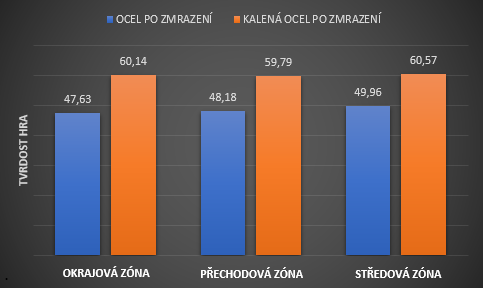 OCEL PO ZMRAZENÍ KALENÁ OCEL PO ZMRAZENÍ
TVRDOST HRA
47,63 60,14 48,18 59,79 49,96 60,57
OKRAJOVÁ ZÓNA PŘECHODOVÁ ZÓNA STŘEDOVÁ ZÓNA